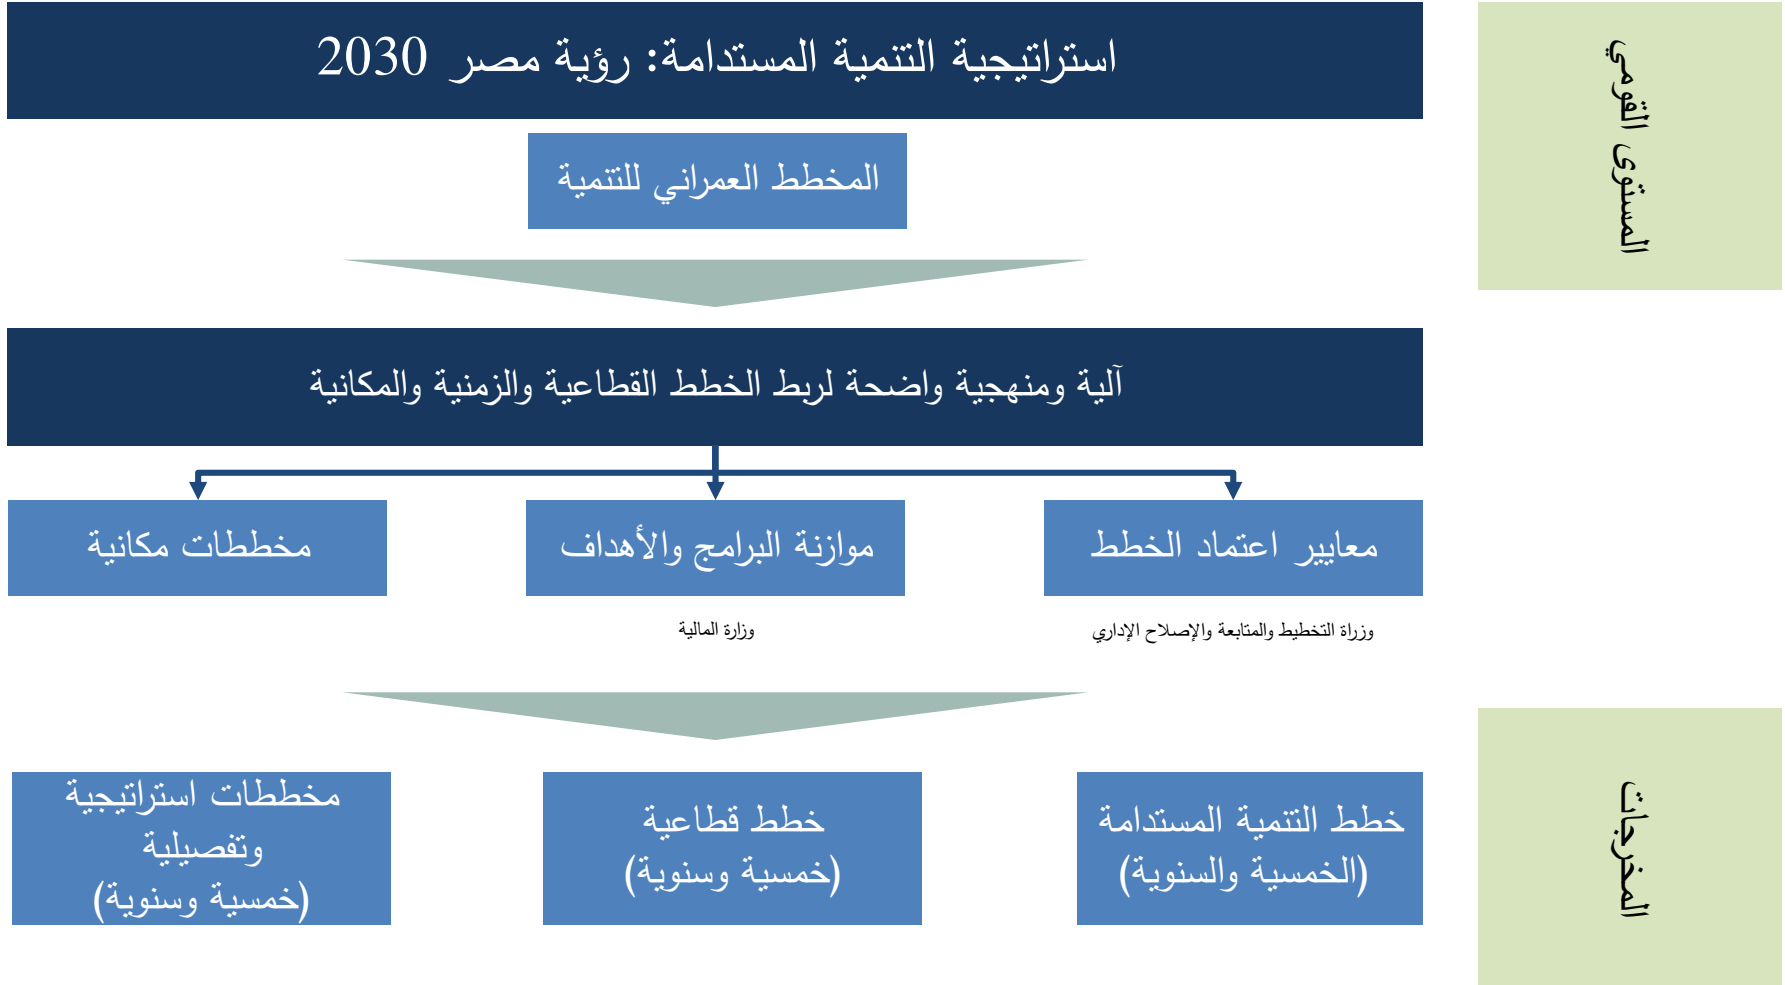 استراتيجية التنمية المستدامة: رؤية مصر 2030
المستوى القومي
المخطط العمراني للتنمية
آلية ومنهجية واضحة لربط الخطط القطاعية والزمنية والمكانية
معايير اعتماد الخطط
موازنة البرامج والأهداف
مخططات مكانية
وزراة التخطيط والمتابعة والإصلاح الإداري
وزارة المالية
المخرجات
خطط التنمية المستدامة
(الخمسية والسنوية)
خطط قطاعية
(خمسية وسنوية)
مخططات استراتيجية
وتفصيلية
(خمسية وسنوية)